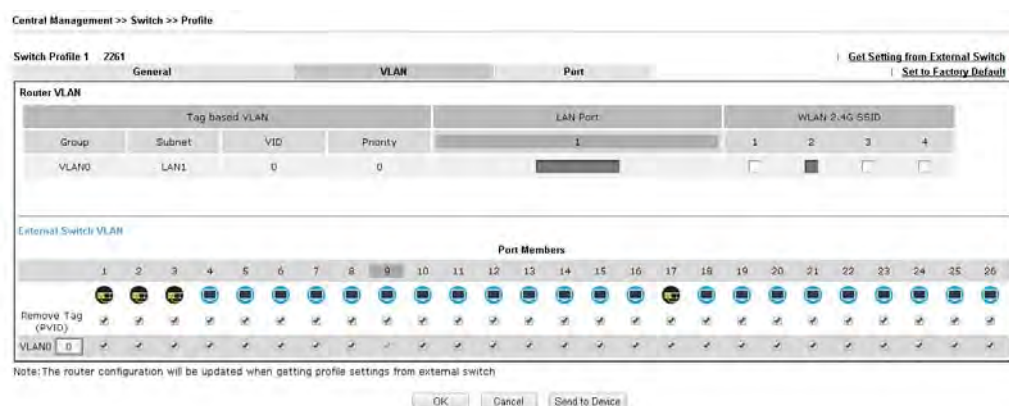 Central Management >> Switch >> Profile
Switch Profile 1 2261
Get Setting from External Switch
General VLAN Port
| Set to Factory Default
Router VLAN
Tag based VLAN LAN Port WLAN 2.4G SSID
Group Subnet VID Priority 1 1 2 3 4
VLAN0 LAN1 0 0
External Switch VLAN
Port Members
1 2 3 4 5 6 7 8 9 10 11 12 13 14 15 16 17 18 19 20 21 22 23 24 25 26
Remove Tag
(PVID)
VLAN0 0
Note:The router configuration will be updated when getting profile settings from external switch
OK Cancel Send to Device